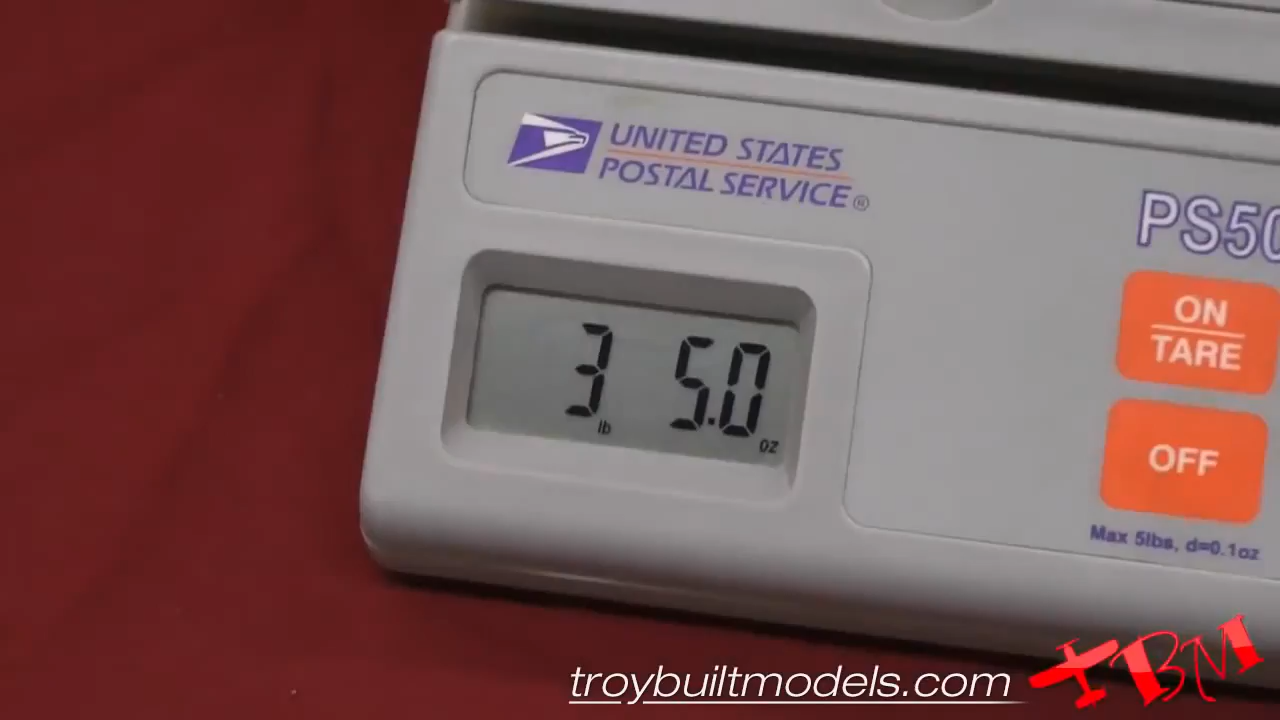 UNITED STATES
POSTAL SERVICE®
PS50
3 lb 5.0 oz
ON
TARE
OFF
Max 5lbs, d=0.1oz
troybuiltmodels.com
TBM